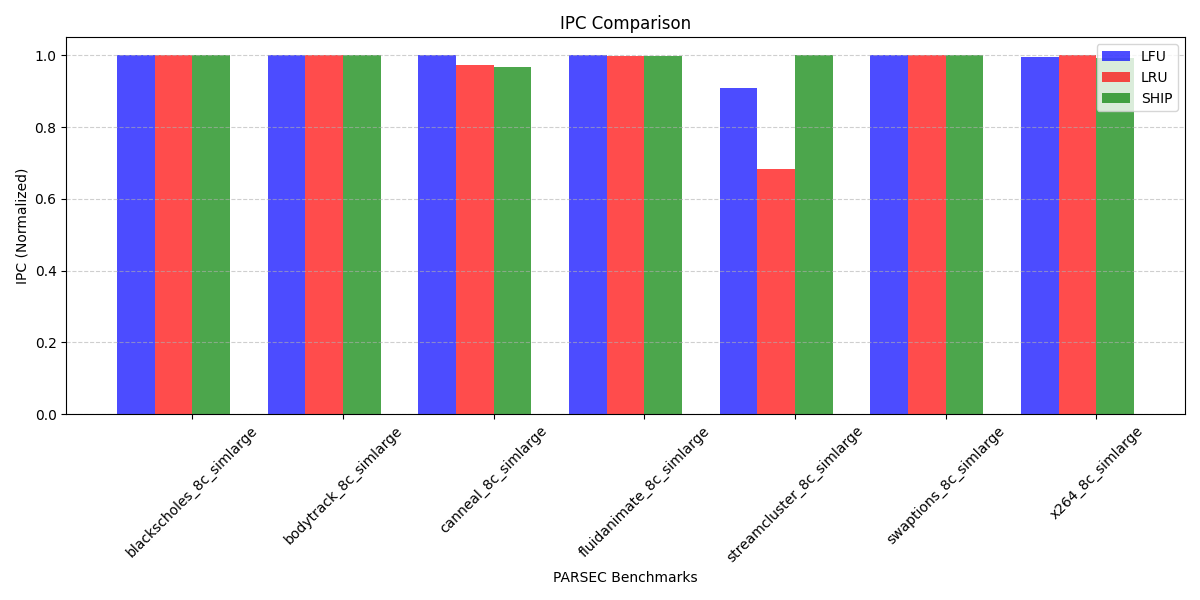 IPC Comparison
IPC (Normalized)
1.0
0.8
0.6
0.4
0.2
0.0
LFU
LRU
SHIP
blackscholes_8c_simlarge
bodytrack_8c_simlarge
canneal_8c_simlarge
fluidanimate_8c_simlarge
streamcluster_8c_simlarge
swaptions_8c_simlarge
x264_8c_simlarge
PARSEC Benchmarks